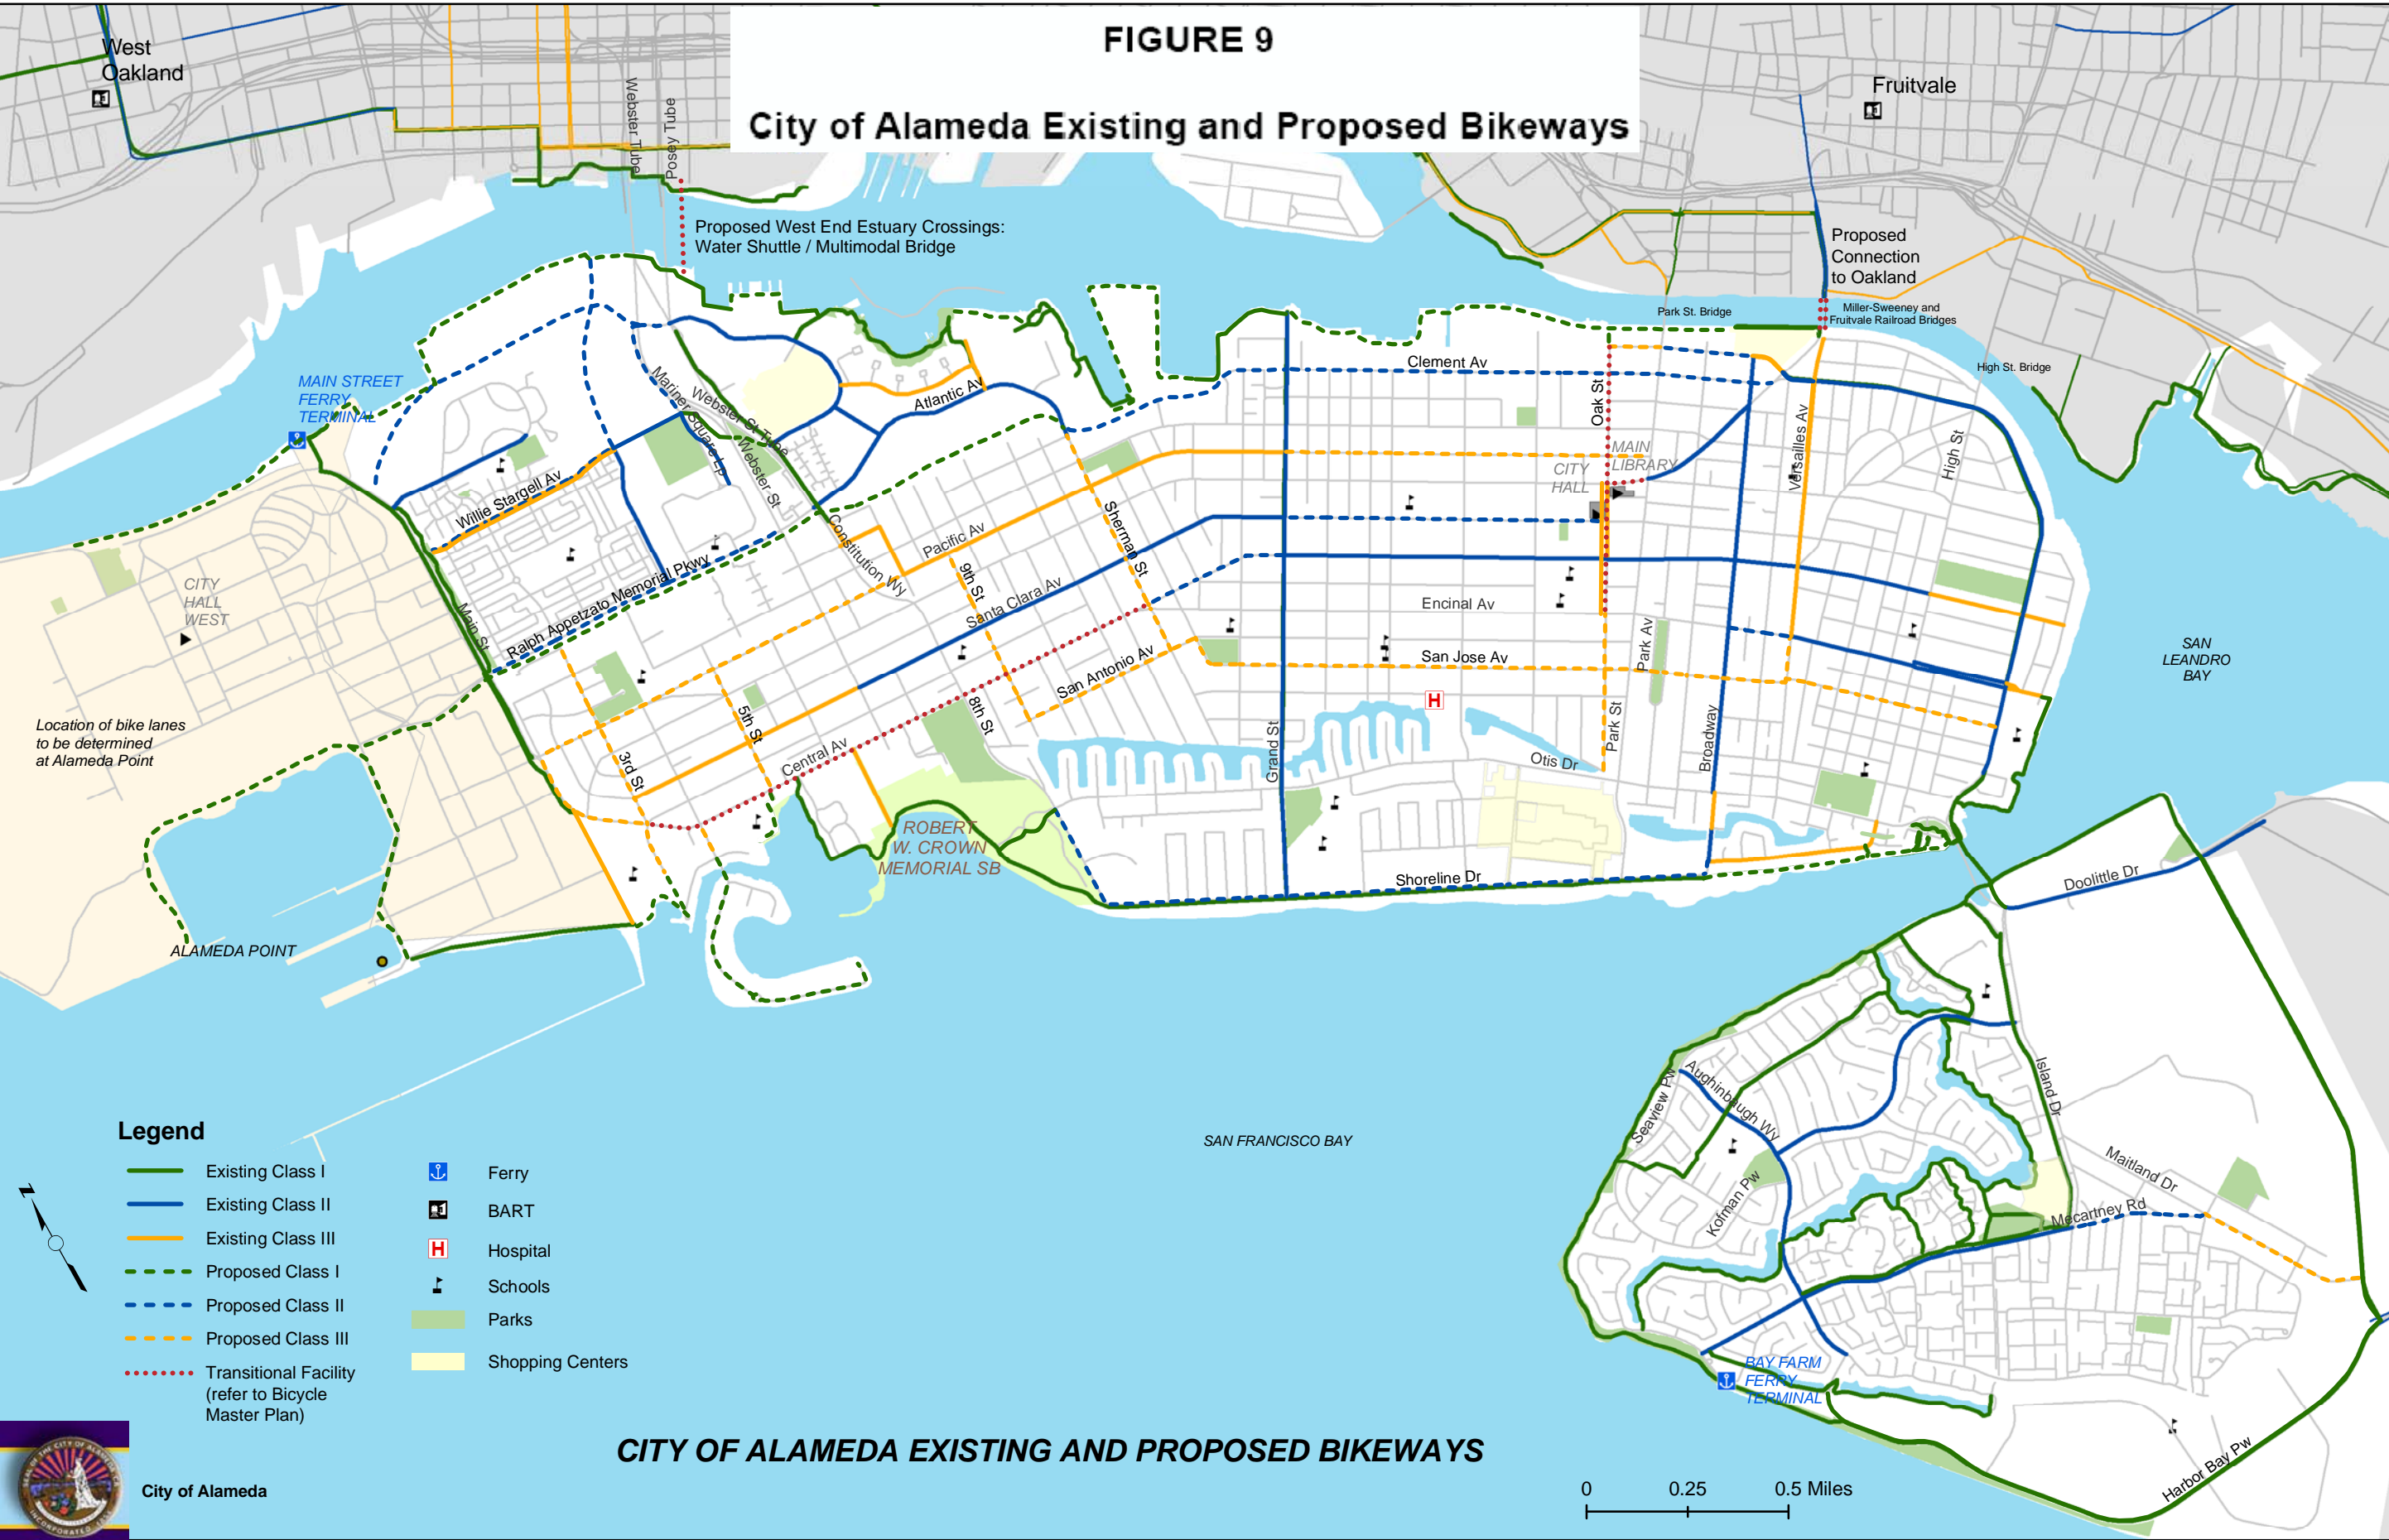 FIGURE 9
City of Alameda Existing and Proposed Bikeways
West
Oakland
Webster Tube
Posey Tube
Fruitvale
Proposed West End Estuary Crossings:
Water Shuttle / Multimodal Bridge
Proposed
Connection
to Oakland
Park St. Bridge
Miller-Sweeney and
Fruitvale Railroad Bridges
High St. Bridge
MAIN STREET
FERRY
TERMINAL
Mariner Square Lp
Webster St Tube
Webster St
Atlantic Av
Clement Av
Oak St
MAIN
LIBRARY
CITY
HALL
Versailles Av
High St
Willie Stargell Av
Constitution Wy
Pacific Av
Sherman St
9th St
Santa Clara Av
Ralph Appetzato Memorial Pkwy
Main St
CITY
HALL
WEST
Encinal Av
San Jose Av
Park Av
San Antonio Av
8th St
5th St
3rd St
Central Av
Grand St
Otis Dr
Park St
Broadway
SAN
LEANDRO
BAY
Location of bike lanes
to be determined
at Alameda Point
ROBERT
W. CROWN
MEMORIAL SB
Shoreline Dr
Doolittle Dr
ALAMEDA POINT
H
SAN FRANCISCO BAY
Seaview Pw
Aughinbaugh Wy
Kofman Pw
Island Dr
Maitland Dr
Mecartney Rd
BAY FARM
FERRY
TERMINAL
Harbor Bay Pw
Legend
Existing Class I
Existing Class II
Existing Class III
Proposed Class I
Proposed Class II
Proposed Class III
Transitional Facility
(refer to Bicycle
Master Plan)
Ferry
BART
H Hospital
Schools
Parks
Shopping Centers
Z
City of Alameda
CITY OF ALAMEDA EXISTING AND PROPOSED BIKEWAYS
0 0.25 0.5 Miles